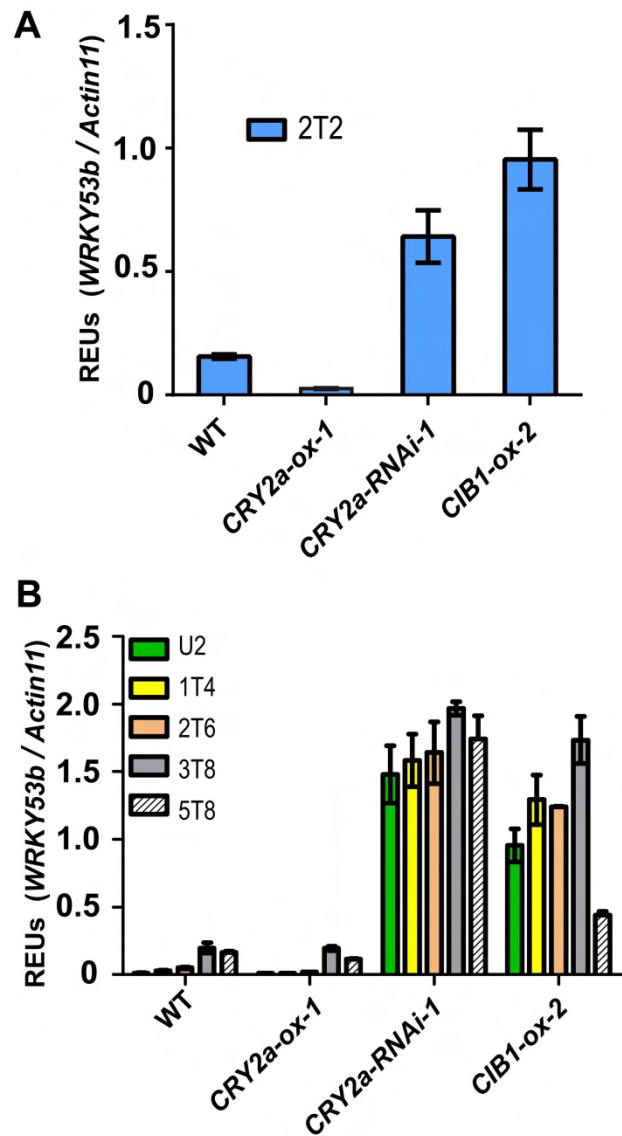 A
1.5
1.0
0.5
0
REUs (WRKY53b / Actin11)
2T2
WT
CRY2a-ox-1
CRY2a-RNAi-1
CIB1-ox-2
B
2.5
2.0
1.5
1.0
0.5
0
REUs (WRKY53b / Actin11)
U2
1T4
2T6
3T8
5T8
WT
CRY2a-ox-1
CRY2a-RNAi-1
CIB1-ox-2